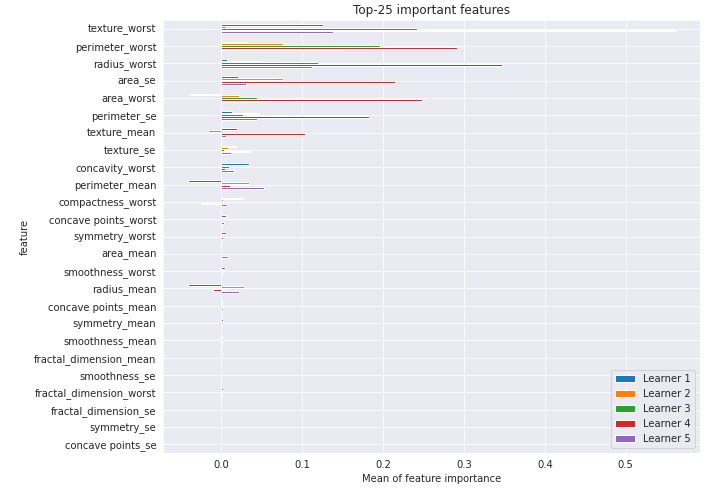 Top-25 important features
texture_worst
perimeter_worst
radius_worst
area_se
area_worst
perimeter_se
texture_mean
texture_se
concavity_worst
perimeter_mean
compactness_worst
concave points_worst
symmetry_worst
area_mean
smoothness_worst
radius_mean
concave points_mean
symmetry_mean
smoothness_mean
fractal_dimension_mean
smoothness_se
fractal_dimension_worst
fractal_dimension_se
symmetry_se
concave points_se
feature
Learner 1
Learner 2
Learner 3
Learner 4
Learner 5
0.0 0.1 0.2 0.3 0.4 0.5
Mean of feature importance